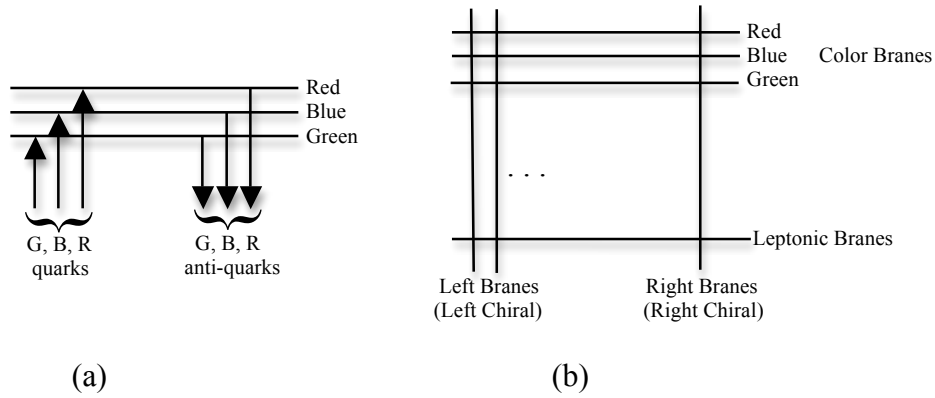 Red
Blue
Green
G, B, R
quarks
G, B, R
anti-quarks
(a)
Red
Blue Color Branes
Green
. . .
Leptonic Branes
Left Branes
(Left Chiral)
Right Branes
(Right Chiral)
(b)